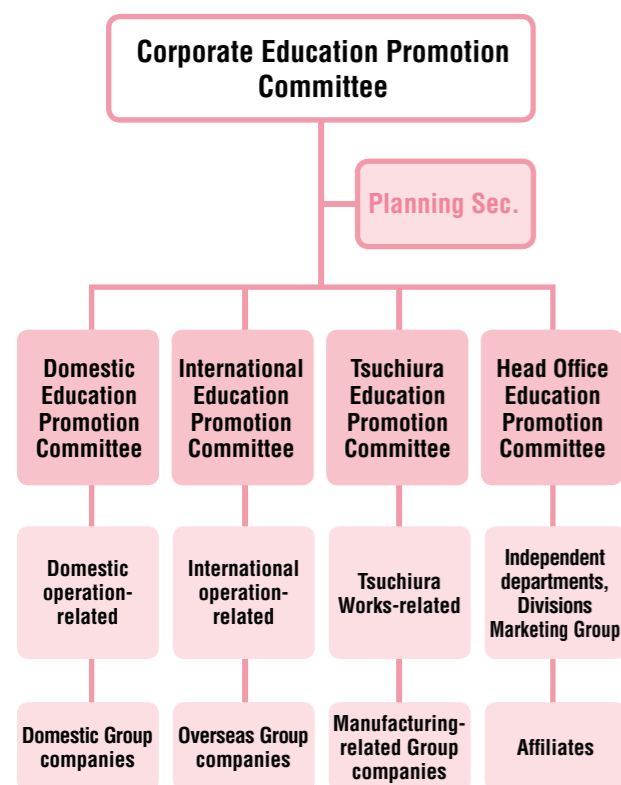 Corporate Education Promotion
Committee
Planning Sec.
Domestic
Education
Promotion
Committee
International
Education
Promotion
Committee
Tsuchiura
Education
Promotion
Committee
Head Office
Education
Promotion
Committee
Domestic
operation-
related
International
operation-
related
Tsuchiura
Works-related
Independent
departments,
Divisions
Marketing Group
Domestic Group
companies
Overseas Group
companies
Manufacturing-
related Group
companies
Affiliates